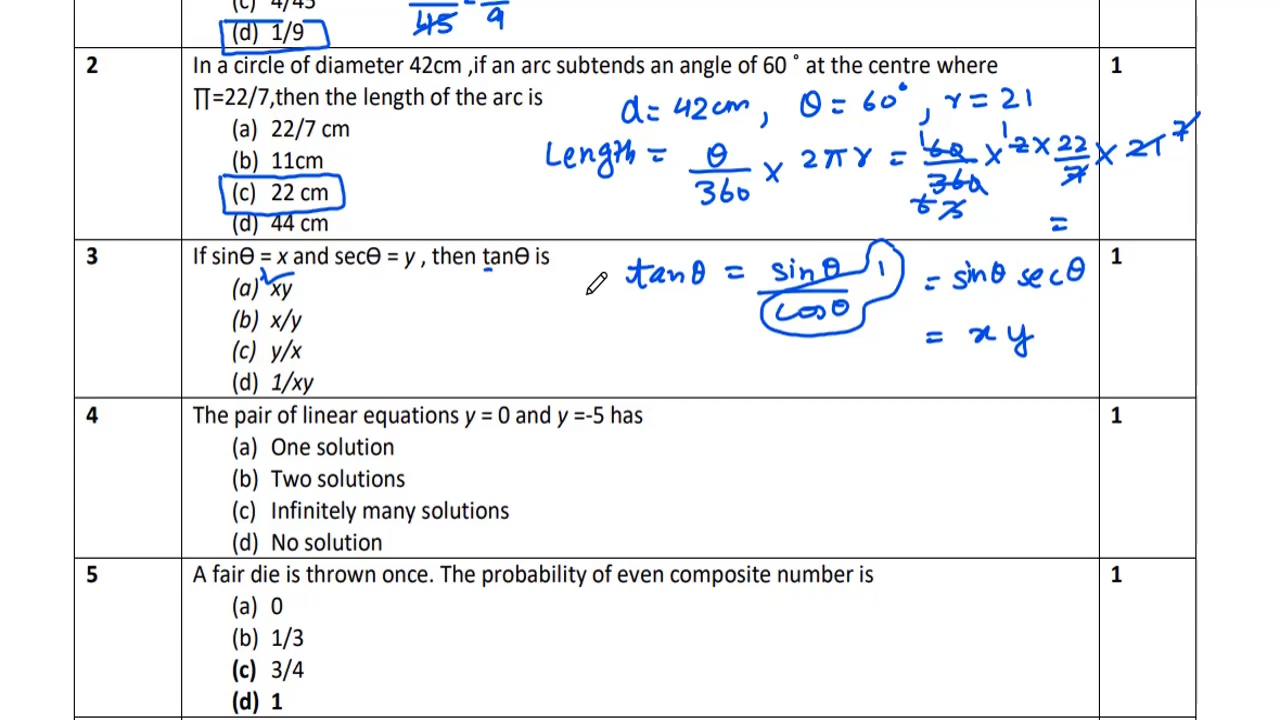 (c) 4/45
(d) 1/9
45 = 9
2 In a circle of diameter 42cm ,if an arc subtends an angle of 60 ° at the centre where 1
∏=22/7,then the length of the arc is
d= 42cm, θ = 60°, r = 21
(a) 22/7 cm
(b) 11cm
Length = θ/360 × 2πr = 60/360 × 2 × 22/7 × 21
(c) 22 cm
(d) 44 cm
=
3 If sinθ = x and secθ = y , then tanθ is 1
tanθ = sinθ/cosθ = sinθ secθ
(a) xy
(b) x/y
= x y
(c) y/x
(d) 1/xy
4 The pair of linear equations y = 0 and y =-5 has 1
(a) One solution
(b) Two solutions
(c) Infinitely many solutions
(d) No solution
5 A fair die is thrown once. The probability of even composite number is 1
(a) 0
(b) 1/3
(c) 3/4
(d) 1